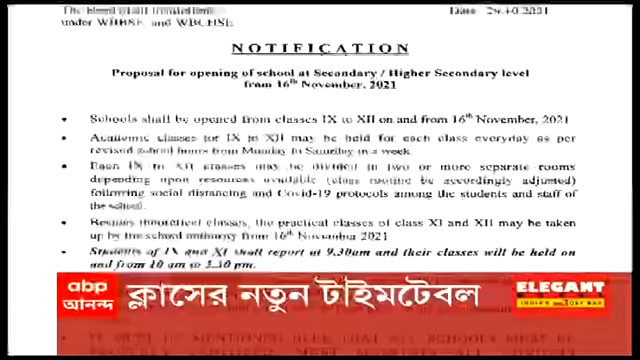 under WBBSE and WBCHSE
Date 29.10.2021
NOTIFICATION
Proposal for opening of school at Secondary / Higher Secondary level
from 16th November, 2021
• Schools shall be opened from classes IX to XII on and from 16th November, 2021
• Academic classes for IX to XII may be held for each class everyday as per
revised school hours from Monday to Saturday in a week
• Each IX to XII classes may be divided in two or more separate rooms
depending upon resources available (class routine be accordingly adjusted)
following social distancing and Covid-19 protocols among the students and staff of
the school.
• Besides theoretical classes, the practical classes of class XI and XII may be taken
up by the school authority from 16th November 2021
• Students of IX and XI shall report at 9.30am and their classes will be held on
and from 10 am to 3.30 pm.
abp
আনন্দ
ক্লাসের নতুন টাইমটেবল
ELEGANT